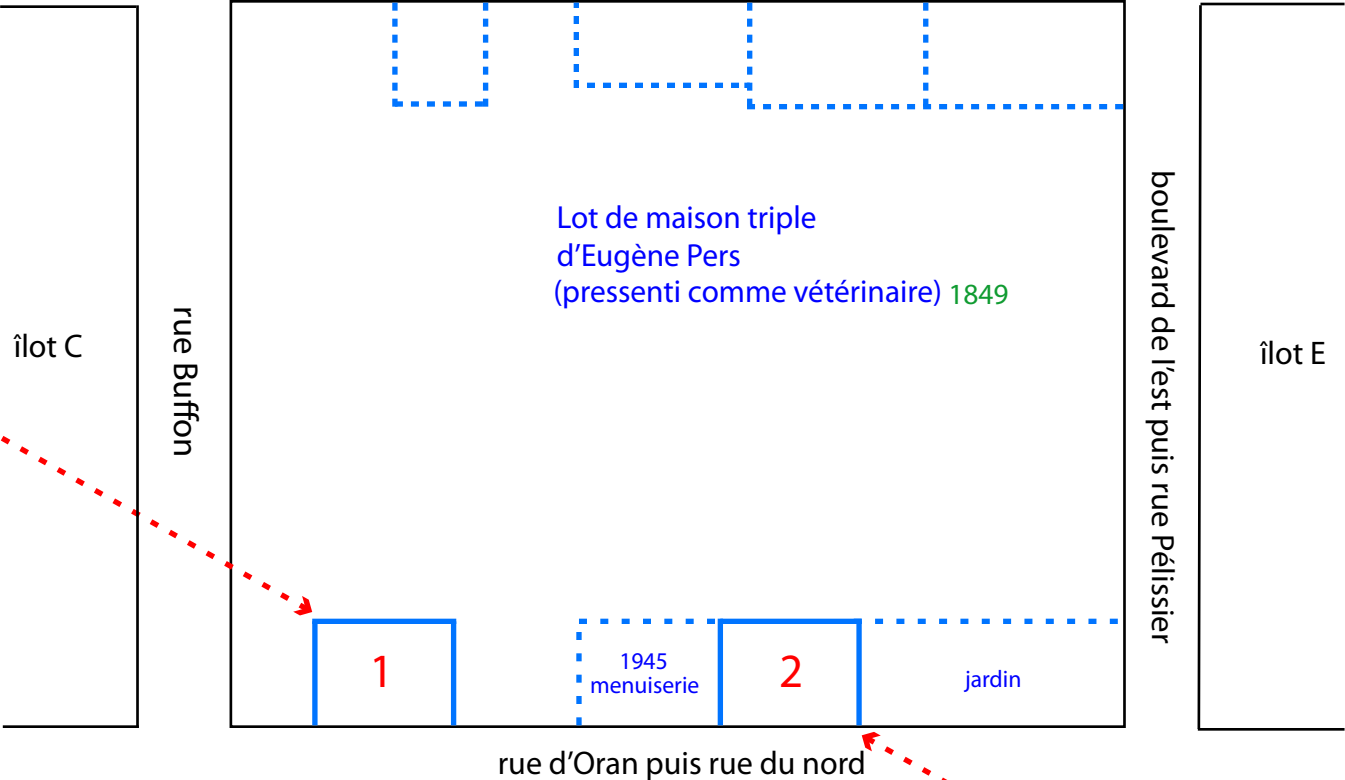 Lot de maison triple
d'Eugène Pers
(pressenti comme vétérinaire) 1849
îlot C
rue Buffon
boulevard de l'est puis rue Pélissier
îlot E
1
1945
menuiserie
2
jardin
rue d'Oran puis rue du nord